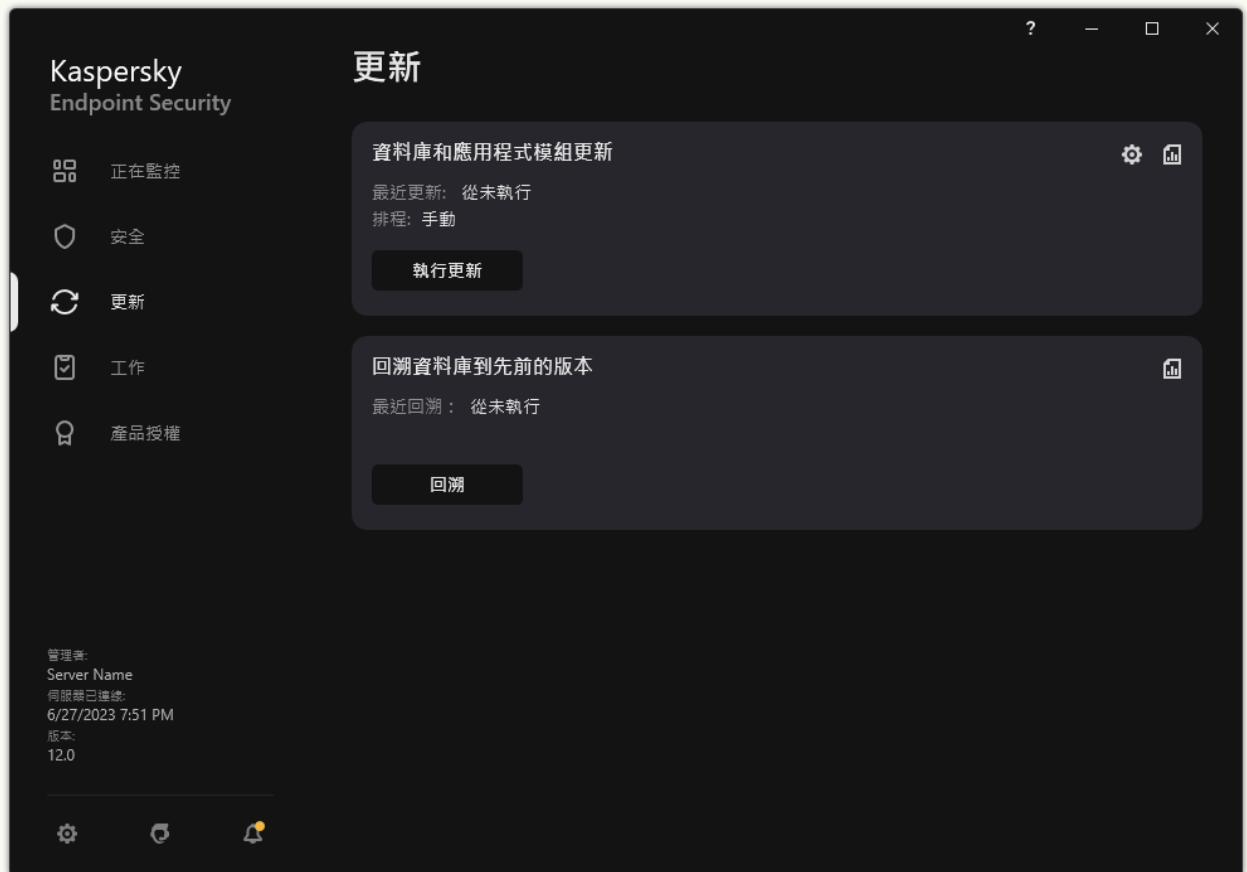 ?
Kaspersky
Endpoint Security
正在監控
安全
更新
工作
產品授權
管理者:
Server Name
伺服器已連線:
6/27/2023 7:51 PM
版本:
12.0
更新
資料庫和應用程式模組更新
最近更新: 從未執行
排程: 手動
執行更新
回溯資料庫到先前的版本
最近回溯： 從未執行
回溯